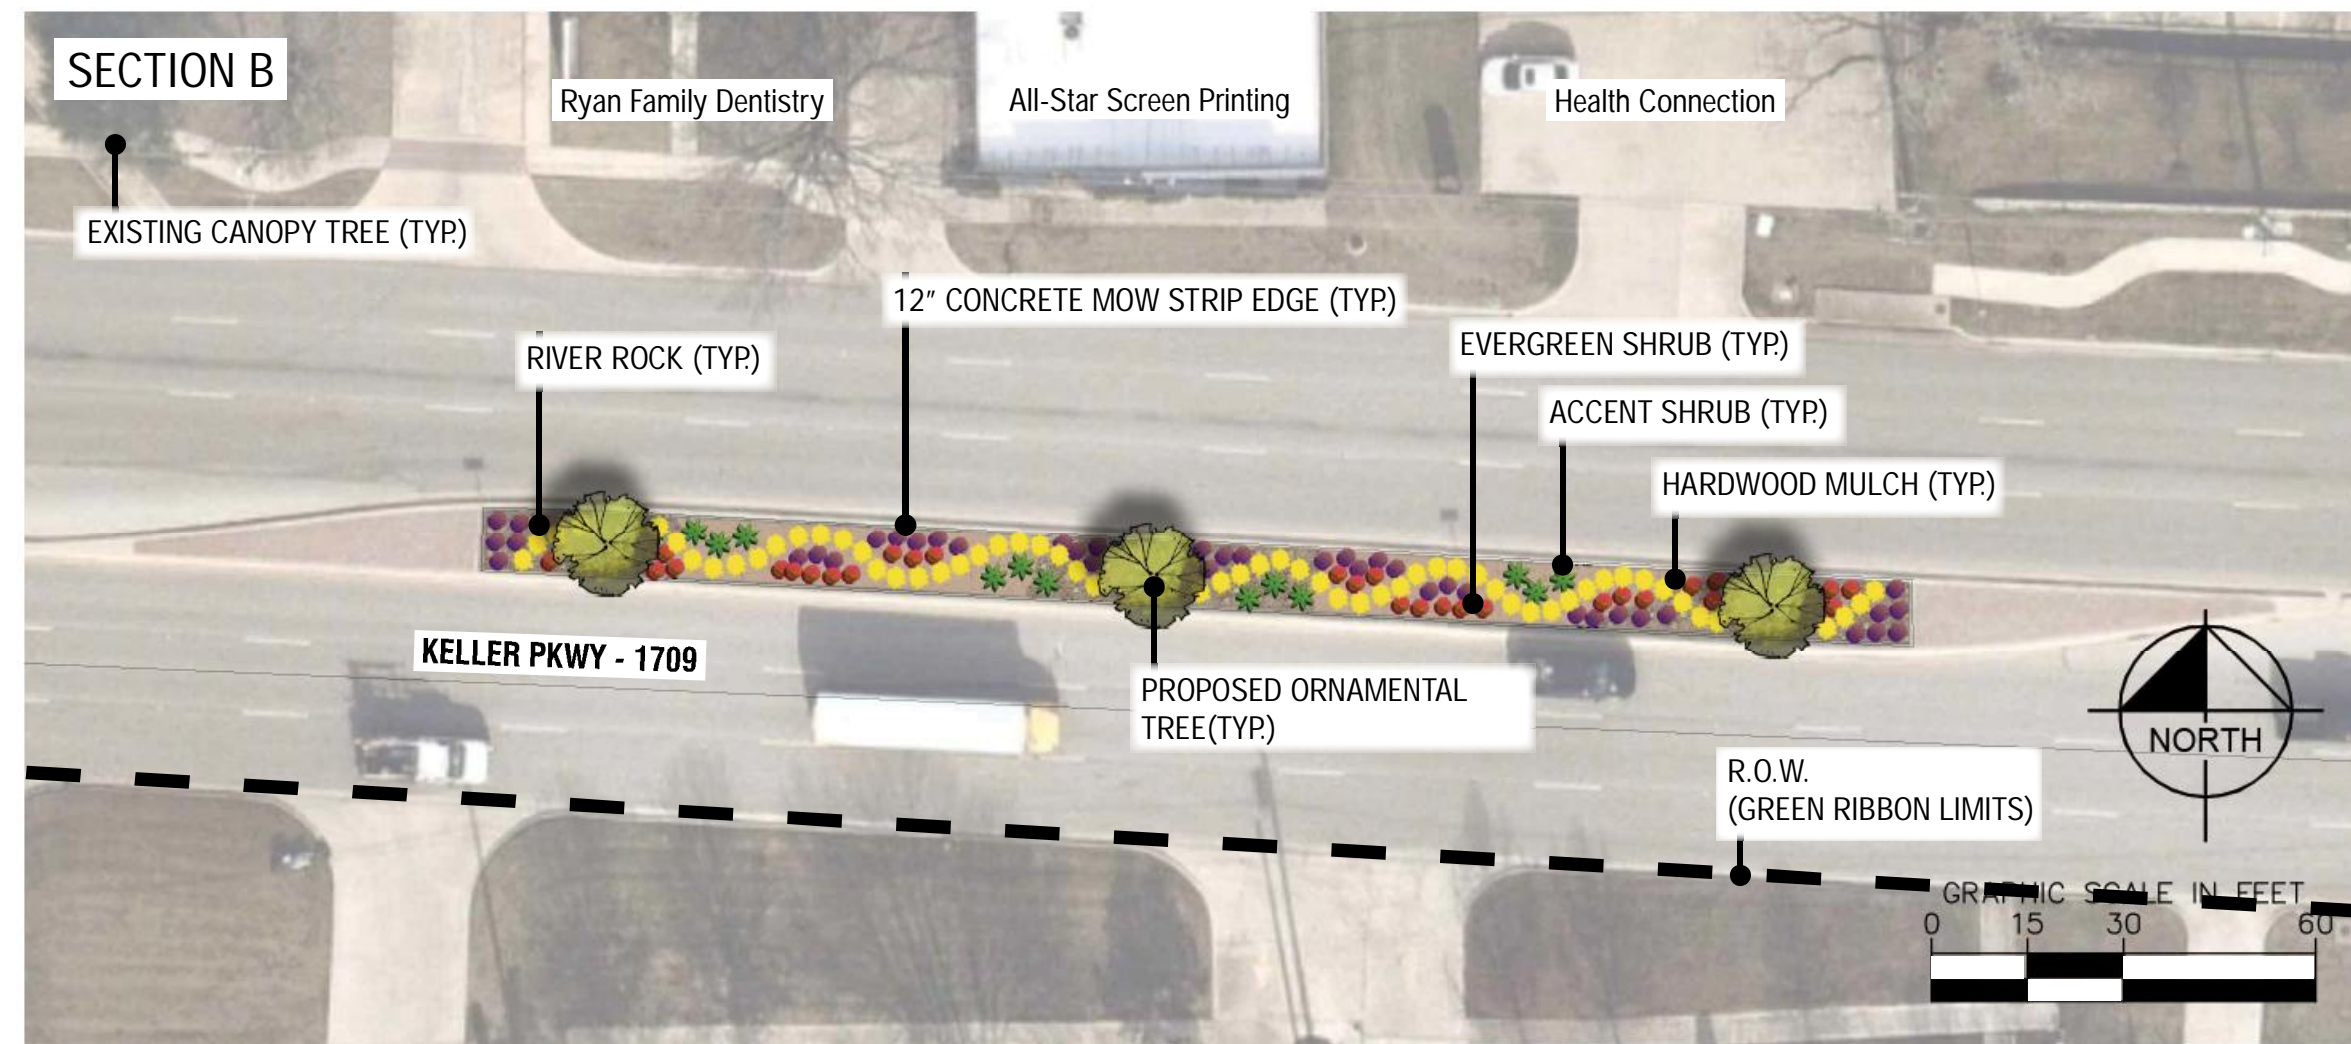 SECTION B
Ryan Family Dentistry
All-Star Screen Printing
Health Connection
EXISTING CANOPY TREE (TYP.)
12" CONCRETE MOW STRIP EDGE (TYP.)
RIVER ROCK (TYP.)
EVERGREEN SHRUB (TYP.)
ACCENT SHRUB (TYP.)
HARDWOOD MULCH (TYP.)
KELLER PKWY - 1709
PROPOSED ORNAMENTAL
TREE(TYP.)
NORTH
R.O.W.
(GREEN RIBBON LIMITS)
GRAPHIC SCALE IN FEET
0 15 30 60